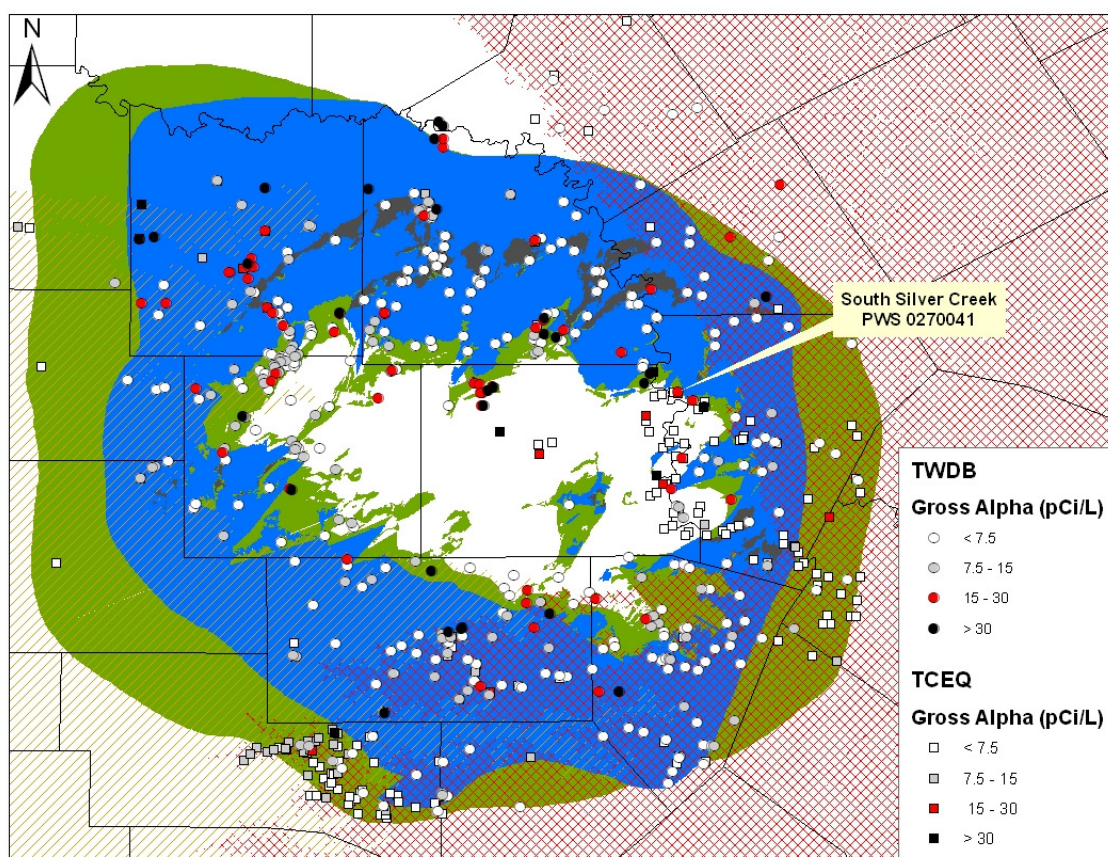 N
South Silver Creek
PWS 0270041
TWDB
Gross Alpha (pCi/L)
< 7.5
7.5 - 15
15 - 30
> 30
TCEQ
Gross Alpha (pCi/L)
< 7.5
7.5 - 15
15 - 30
> 30